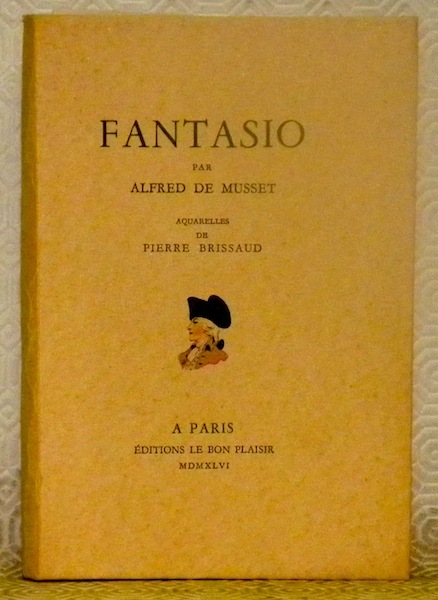 FANTASIO
PAR
ALFRED DE MUSSET
AQUARELLES
DE
PIERRE BRISSAUD
A PARIS
ÉDITIONS LE BON PLAISIR
MDMXLVI